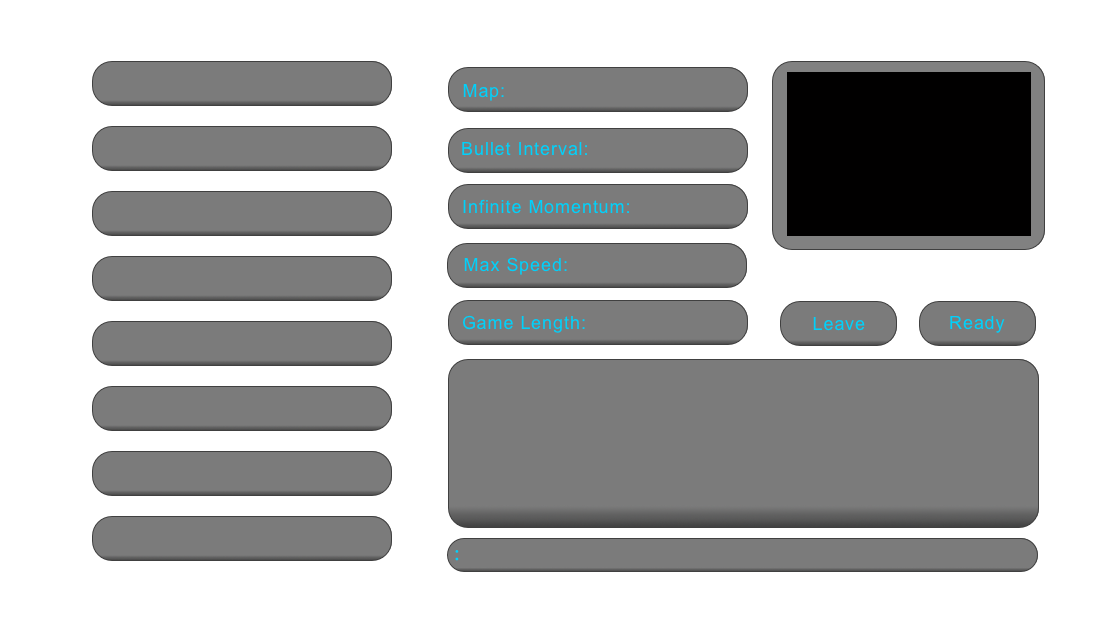 Map:
Bullet Interval:
Infinite Momentum:
Max Speed:
Game Length:
Leave
Ready
: